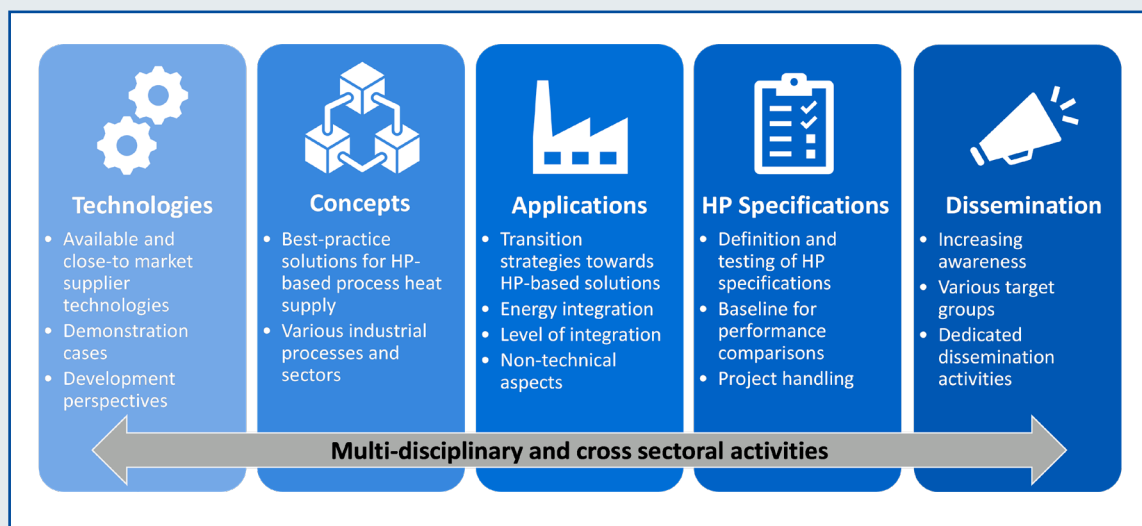 Technologies
• Available and
close-to market
supplier
technologies
• Demonstration
cases
• Development
perspectives
Concepts
• Best-practice
solutions for HP-
based process heat
supply
• Various industrial
processes and
sectors
Applications
• Transition
strategies towards
HP-based solutions
• Energy integration
• Level of integration
• Non-technical
aspects
HP Specifications
• Definition and
testing of HP
specifications
• Baseline for
performance
comparisons
• Project handling
Dissemination
• Increasing
awareness
• Various target
groups
• Dedicated
dissemination
activities
Multi-disciplinary and cross sectoral activities